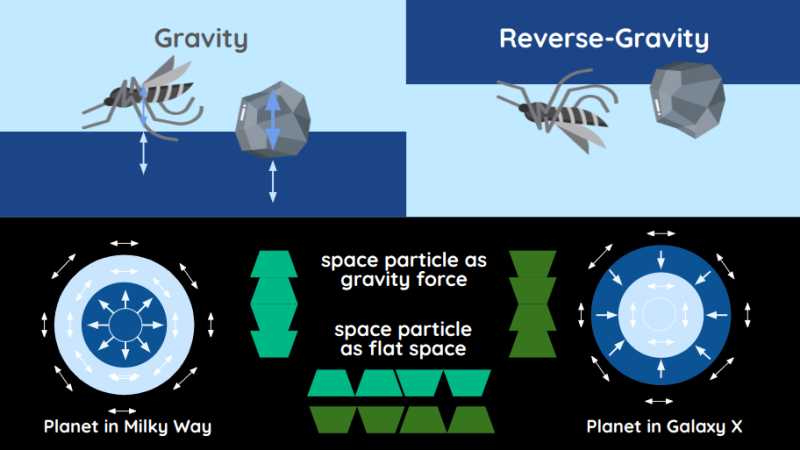 Gravity
Reverse-Gravity
space particle as
gravity force
space particle
as flat space
Planet in Milky Way
Planet in Galaxy X